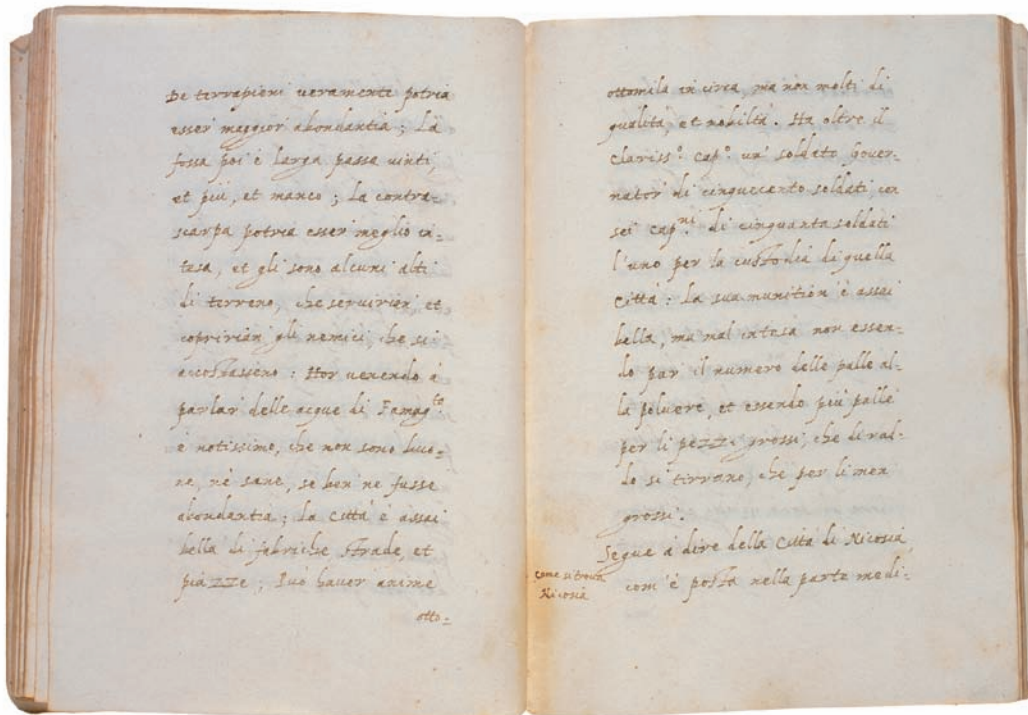 De terrapieni veramente potria
esser maggior abondantia; La
fossa poi è larga passa vinti,
et più, et manco; La contra-
scarpa potria esser meglio in-
tesa, et gli sono alcuni alti
di terreno, che servirian, et
copririan gli nemici, che si
accostasseno: Hor venendo à
parlar delle acque di Famag.ta
è notissimo, che non sono buo-
ne, nè sane, se ben ne fusse
abondantia; La Città è assai
bella di fabriche strade, et
piazze; Può haver anime
otto-
ottomila in circa, ma non molti di
qualità, et nobiltà. Ha oltre il
Clariss.o Cap.o un' soldato Gover-
nator di cinquecento soldati, con
sei cap.ni di cinquanta soldati
l'uno per la custodia di quella
Città: La sua munition è assai
bella, ma mal intesa non essen-
do par il numero delle palle al-
la polvere, et essendo più palle
per li pezzi grossi, che di ral-
do si tirrano, che per li men
grossi.
Segue à dire della Città di Nicosia,
come si trova
Nicosia
com' è posta nella parte medi-